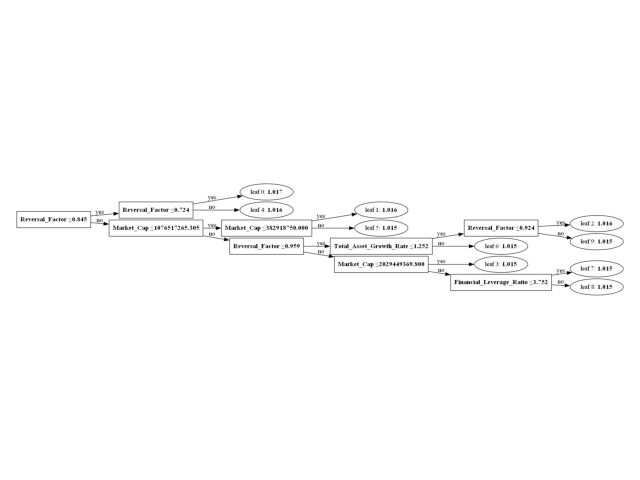 Reversal_Factor ≤0.845
yes
no
Reversal_Factor ≤0.724
Market_Cap ≤1076517265.305
yes
no
leaf 0: 1.017
leaf 4: 1.016
yes
no
Market_Cap ≤382918750.000
Reversal_Factor ≤0.959
yes
no
leaf 1: 1.016
leaf 5: 1.015
yes
no
Total_Asset_Growth_Rate ≤1.252
Market_Cap ≤2029449369.800
yes
no
Reversal_Factor ≤0.924
leaf 6: 1.015
yes
no
leaf 2: 1.016
leaf 9: 1.015
yes
no
leaf 3: 1.015
Financial_Leverage_Ratio ≤3.752
yes
no
leaf 7: 1.015
leaf 8: 1.015